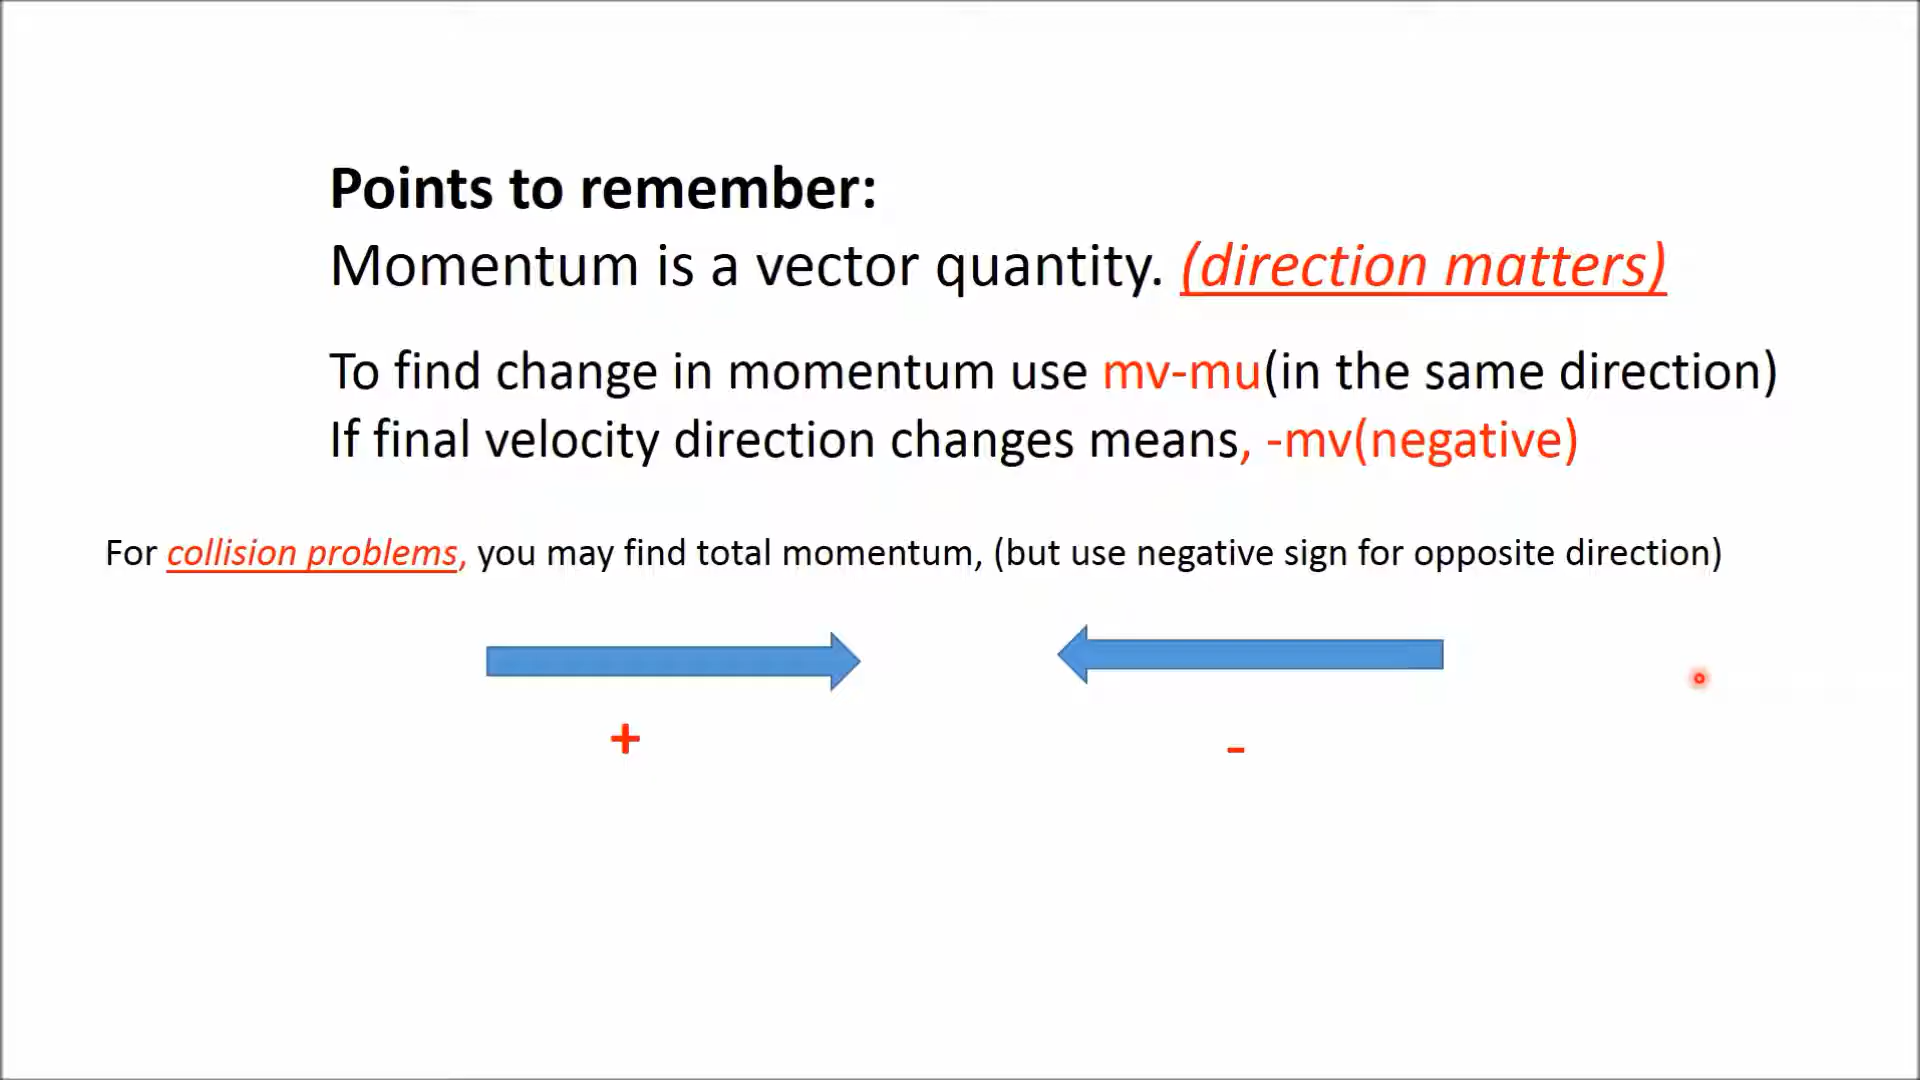 Points to remember:
Momentum is a vector quantity. (direction matters)
To find change in momentum use mv-mu(in the same direction)
If final velocity direction changes means, -mv(negative)
For collision problems, you may find total momentum, (but use negative sign for opposite direction)
+
-